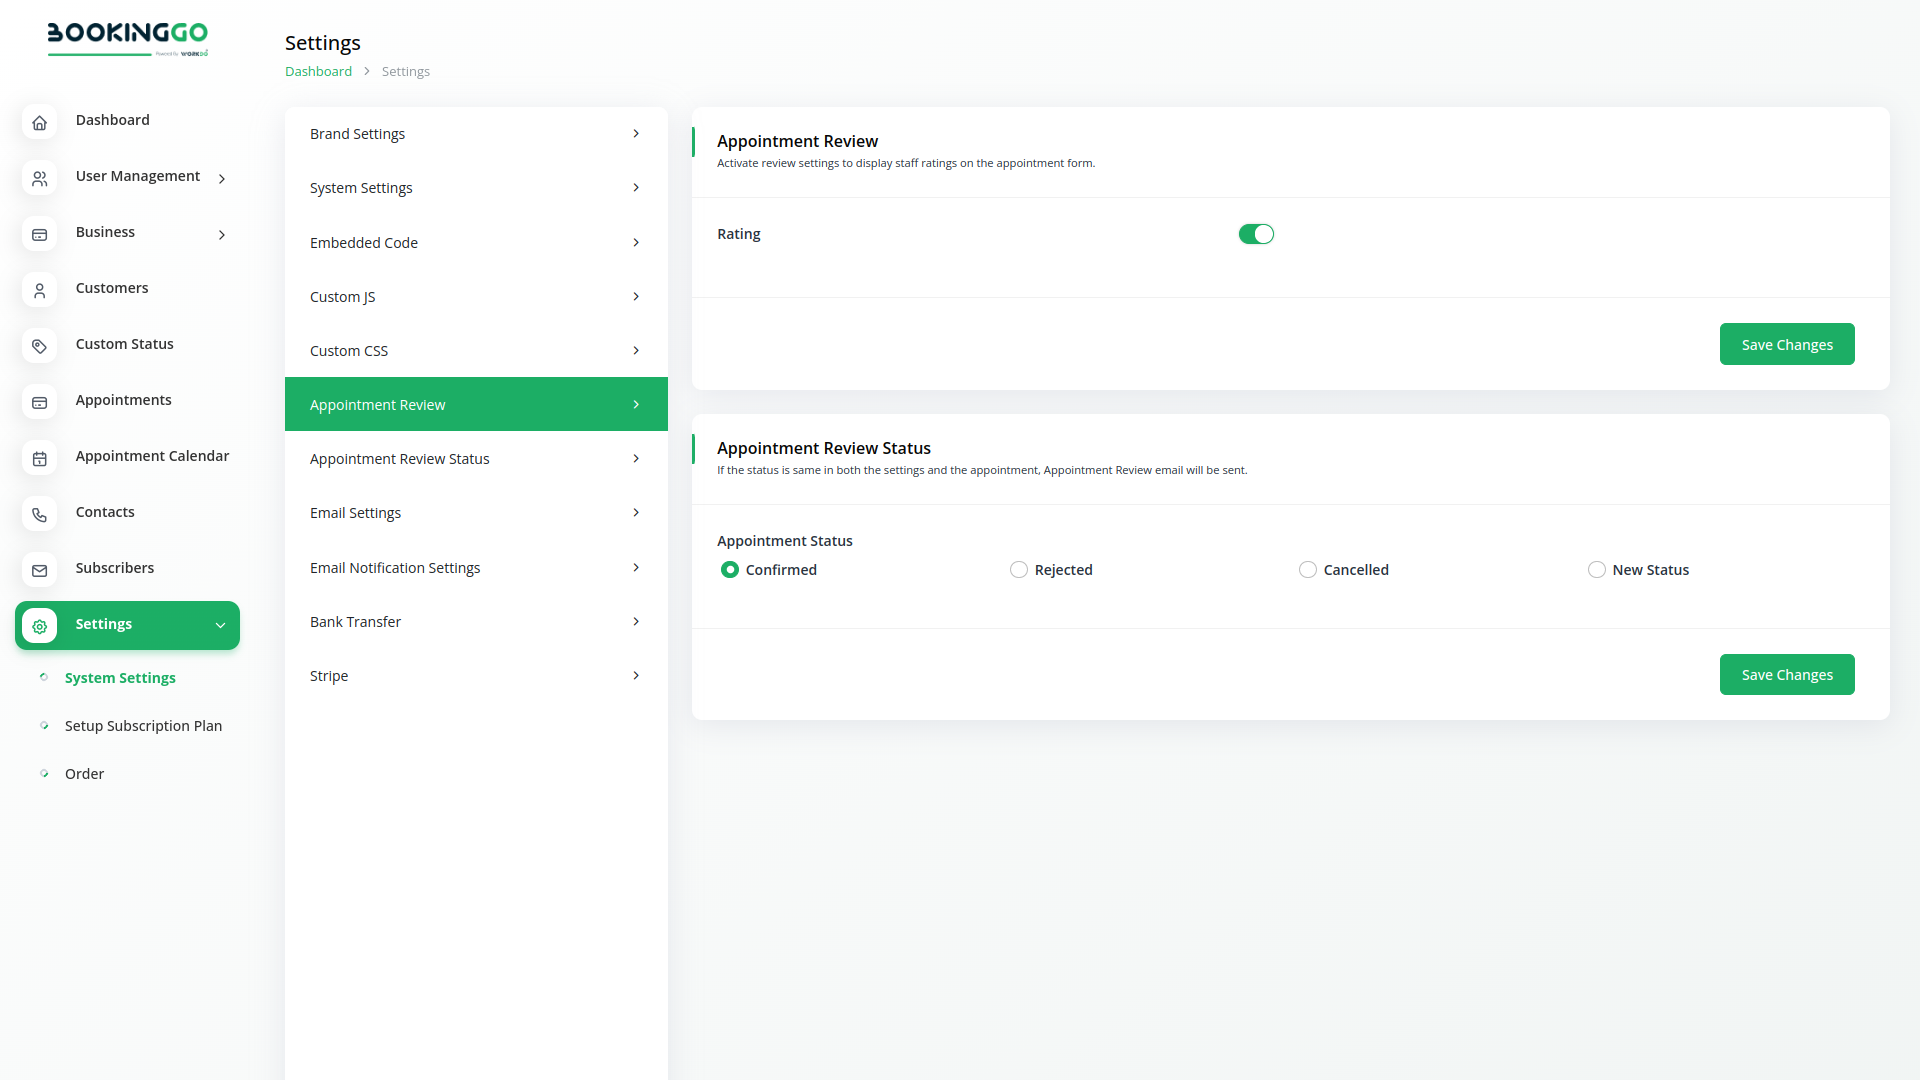 BOOKINGGO
Powered By WORKDO
Dashboard
User Management
Business
Customers
Custom Status
Appointments
Appointment Calendar
Contacts
Subscribers
Settings
System Settings
Setup Subscription Plan
Order
Settings
Dashboard > Settings
Brand Settings
System Settings
Embedded Code
Custom JS
Custom CSS
Appointment Review
Appointment Review Status
Email Settings
Email Notification Settings
Bank Transfer
Stripe
Appointment Review
Activate review settings to display staff ratings on the appointment form.
Rating
Save Changes
Appointment Review Status
If the status is same in both the settings and the appointment, Appointment Review email will be sent.
Appointment Status
Confirmed Rejected Cancelled New Status
Save Changes